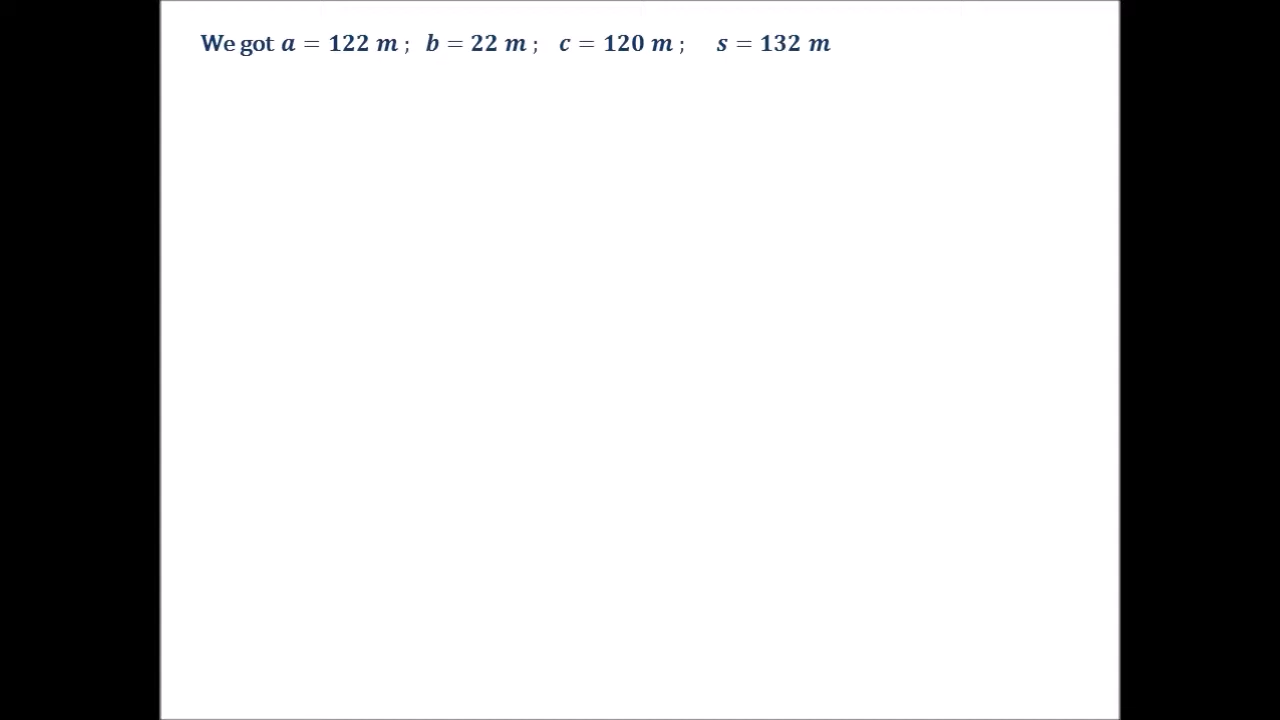 We got a = 122 m ; b = 22 m ; c = 120 m ; s = 132 m